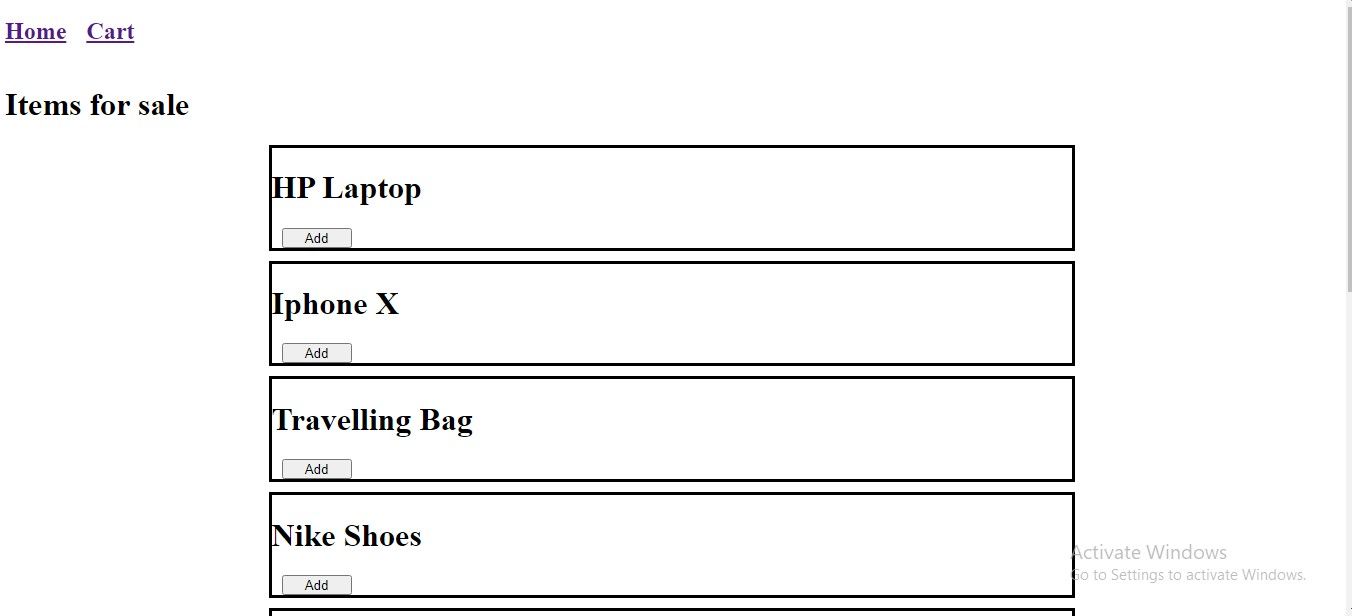 Home Cart
Items for sale
HP Laptop
Add
Iphone X
Add
Travelling Bag
Add
Nike Shoes
Add
Activate Windows
Go to Settings to activate Windows.